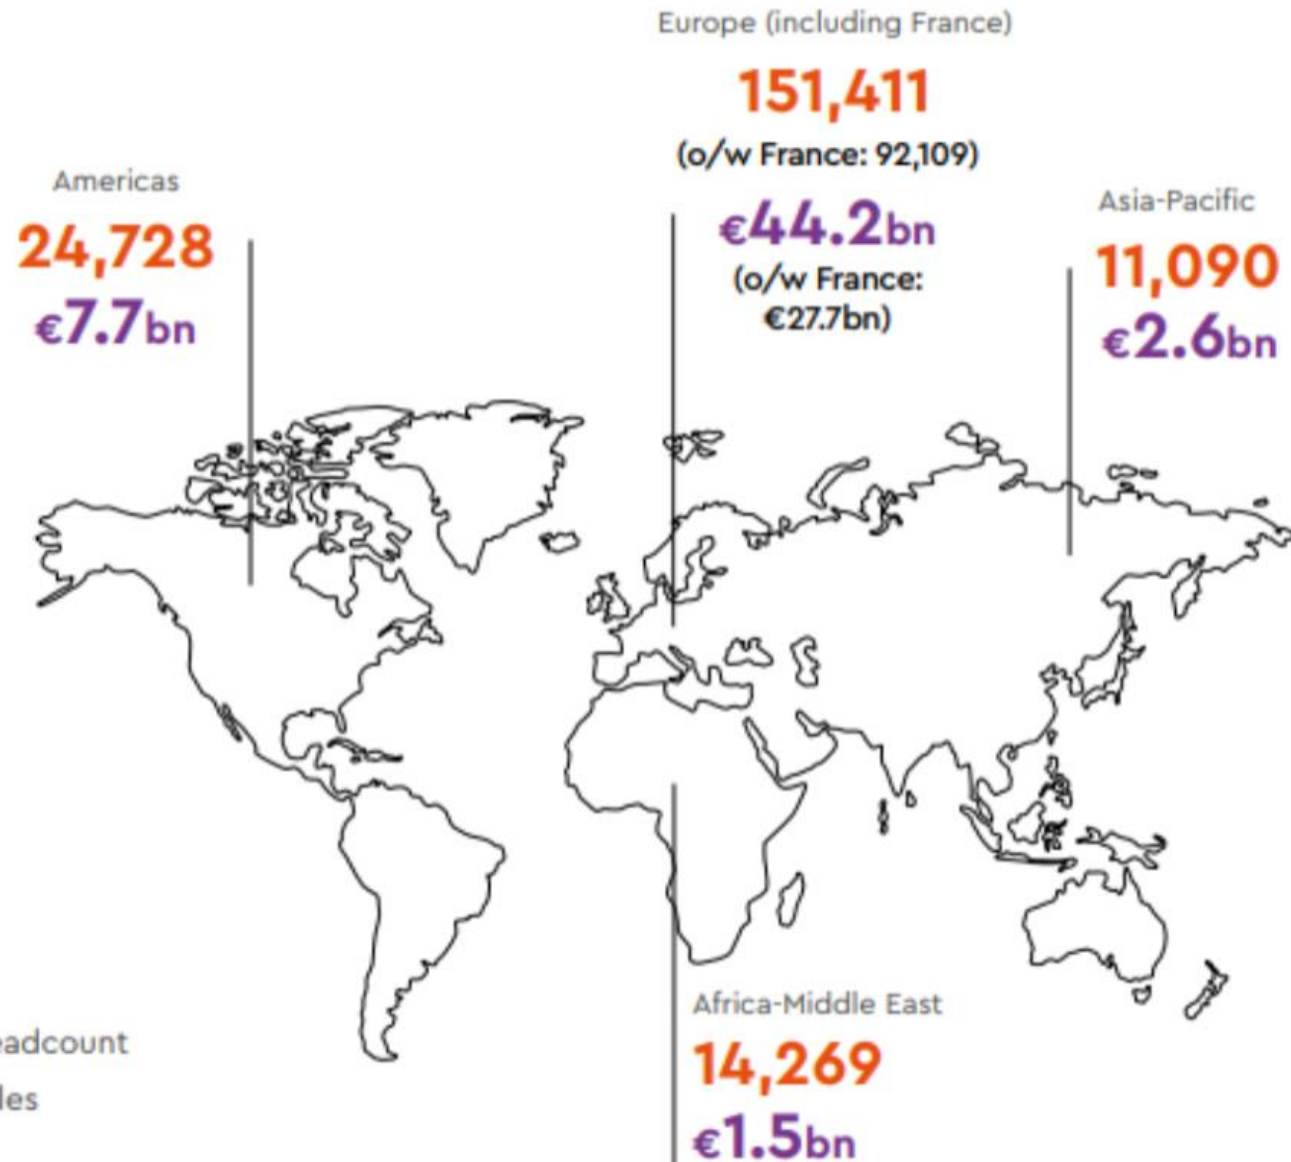 Europe (including France)
151,411
(o/w France: 92,109)
€44.2bn
(o/w France:
€27.7bn)
Americas
24,728
€7.7bn
Asia-Pacific
11,090
€2.6bn
Africa-Middle East
14,269
€1.5bn